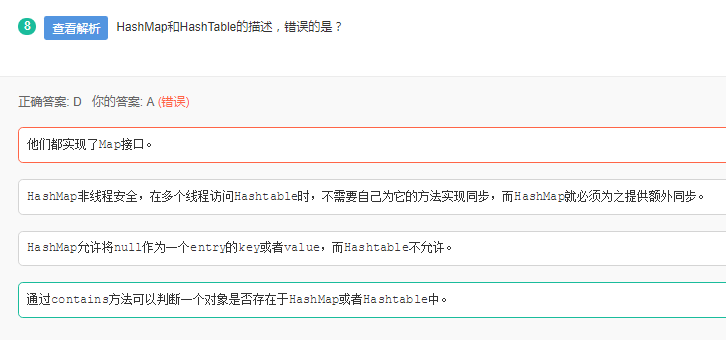 8 查看解析 HashMap和HashTable的描述，错误的是？
正确答案: D 你的答案: A (错误)
他们都实现了Map接口。
HashMap非线程安全，在多个线程访问Hashtable时，不需要自己为它的方法实现同步，而HashMap就必须为之提供额外同步。
HashMap允许将null作为一个entry的key或者value，而Hashtable不允许。
通过contains方法可以判断一个对象是否存在于HashMap或者Hashtable中。